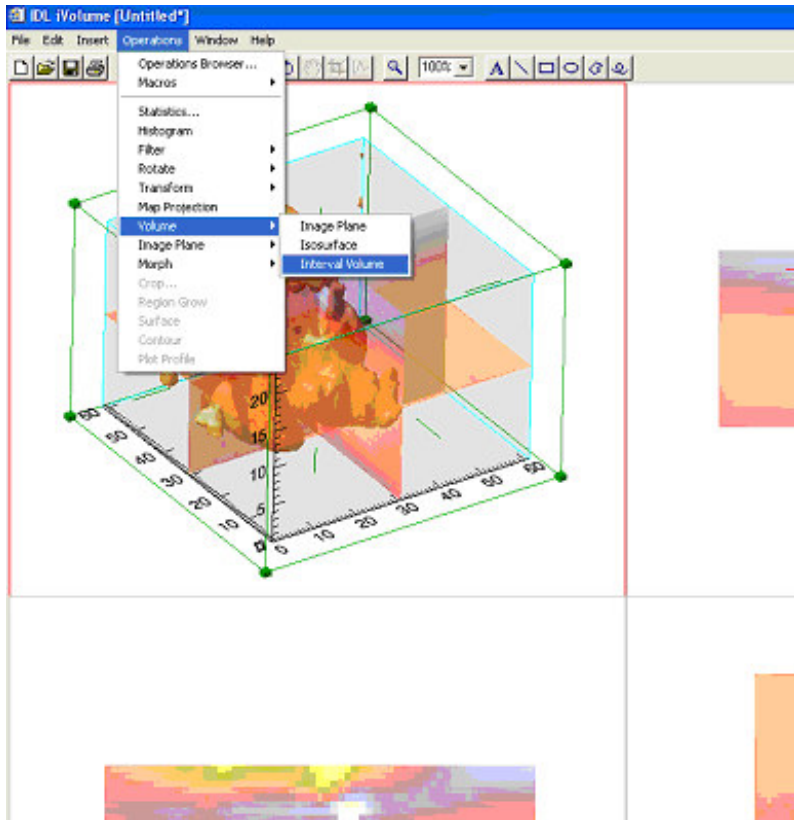 IDL iVolume [Untitled*]
File Edit Insert Operations Window Help
100%
A
Operations Browser...
Macros
Statistics...
Histogram
Filter
Rotate
Transform
Map Projection
Volume
Image Plane
Morph
Crop...
Region Grow
Surface
Contour
Plot Profile
Image Plane
Isosurface
Interval Volume
20
15
10
5
0
60
50
40
30
20
10
0
0 10 20 30 40 50 60